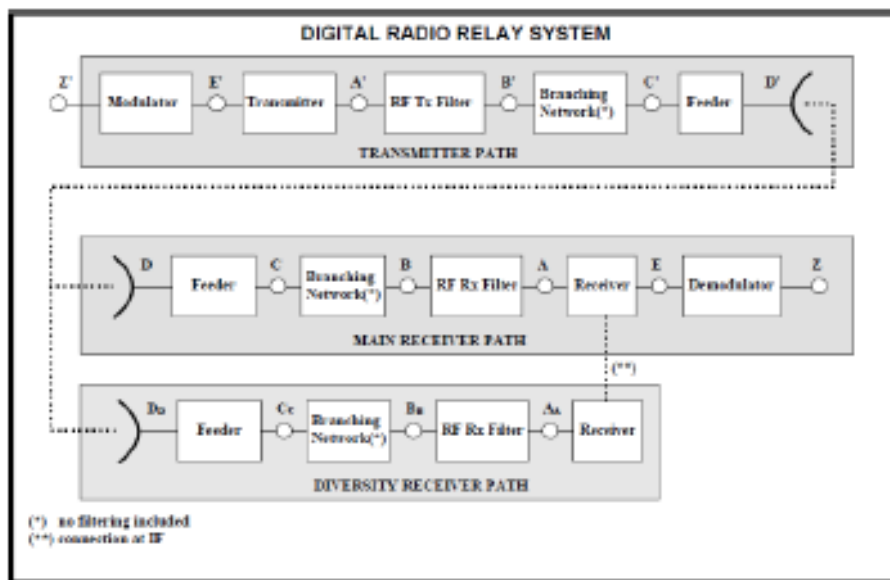 DIGITAL RADIO RELAY SYSTEM
Z' E' A' B' C' D'
Modulator Transmitter RF Tx Filter Branching Network(*) Feeder
TRANSMITTER PATH
D C B A E Z
Feeder Branching Network(*) RF Rx Filter Receiver Demodulator
MAIN RECEIVER PATH
(**)
Feeder Branching Network(*) RF Rx Filter Receiver
DIVERSITY RECEIVER PATH
(*) no filtering included
(**) connection at